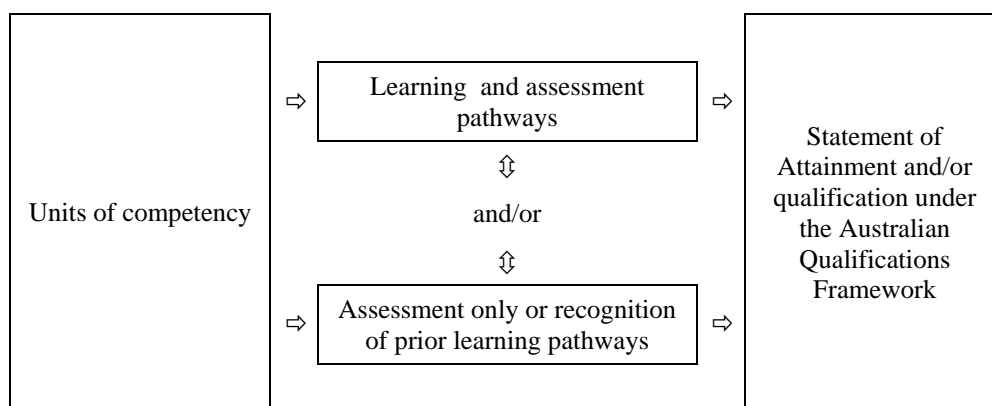 Units of competency
Learning and assessment
pathways
and/or
Assessment only or recognition
of prior learning pathways
Statement of
Attainment and/or
qualification under
the Australian
Qualifications
Framework